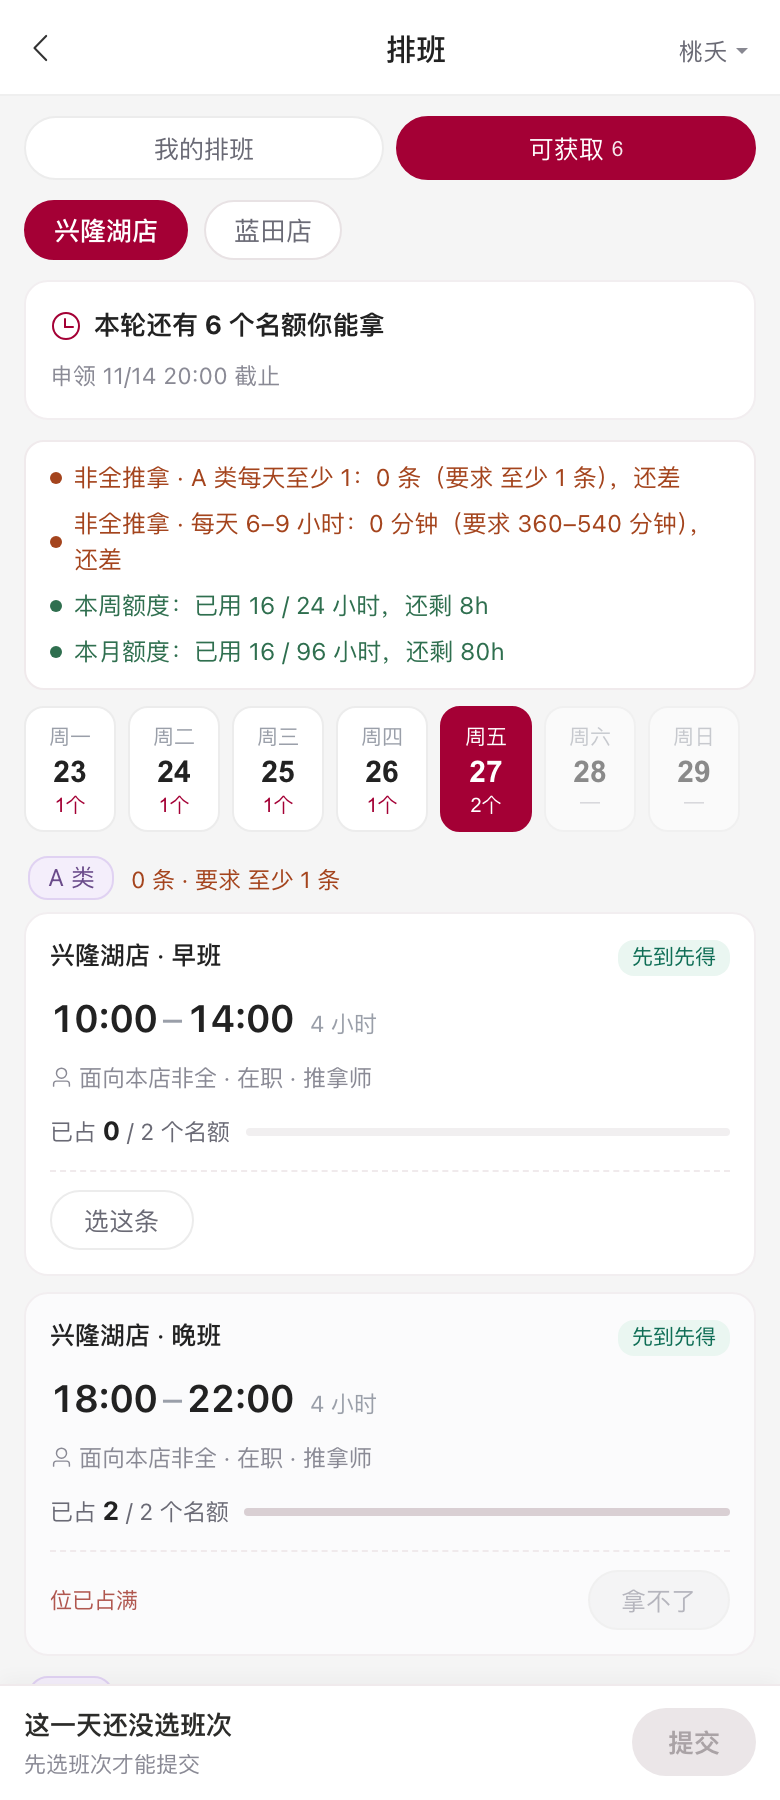 排班
桃夭
我的排班
可获取 6
兴隆湖店
蓝田店
本轮还有 6 个名额你能拿
申领 11/14 20:00 截止
非全推拿 · A 类每天至少 1：0 条（要求 至少 1 条），还差
非全推拿 · 每天 6–9 小时：0 分钟（要求 360–540 分钟），
还差
本周额度：已用 16 / 24 小时，还剩 8h
本月额度：已用 16 / 96 小时，还剩 80h
周一 周二 周三 周四 周五 周六 周日
23 24 25 26 27 28 29
1个 1个 1个 1个 2个 — —
A 类 0 条 · 要求 至少 1 条
兴隆湖店 · 早班
先到先得
10:00 – 14:00 4 小时
面向本店非全 · 在职 · 推拿师
已占 0 / 2 个名额
选这条
兴隆湖店 · 晚班
先到先得
18:00 – 22:00 4 小时
面向本店非全 · 在职 · 推拿师
已占 2 / 2 个名额
位已占满
拿不了
这一天还没选班次
先选班次才能提交
提交